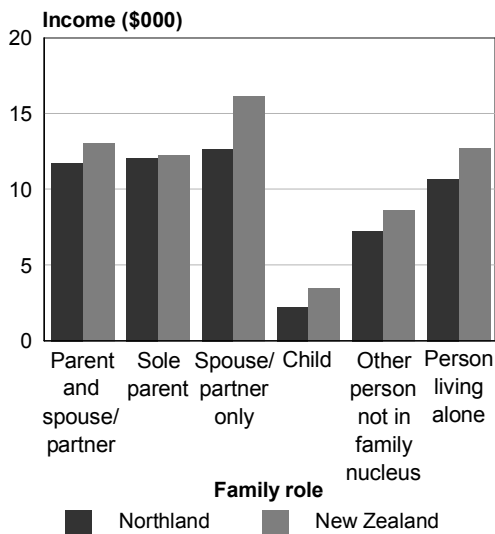 Income ($000)
20
15
10
5
0
Parent and spouse/ partner
Sole parent
Spouse/ partner only
Child
Other person not in family nucleus
Person living alone
Family role
Northland
New Zealand